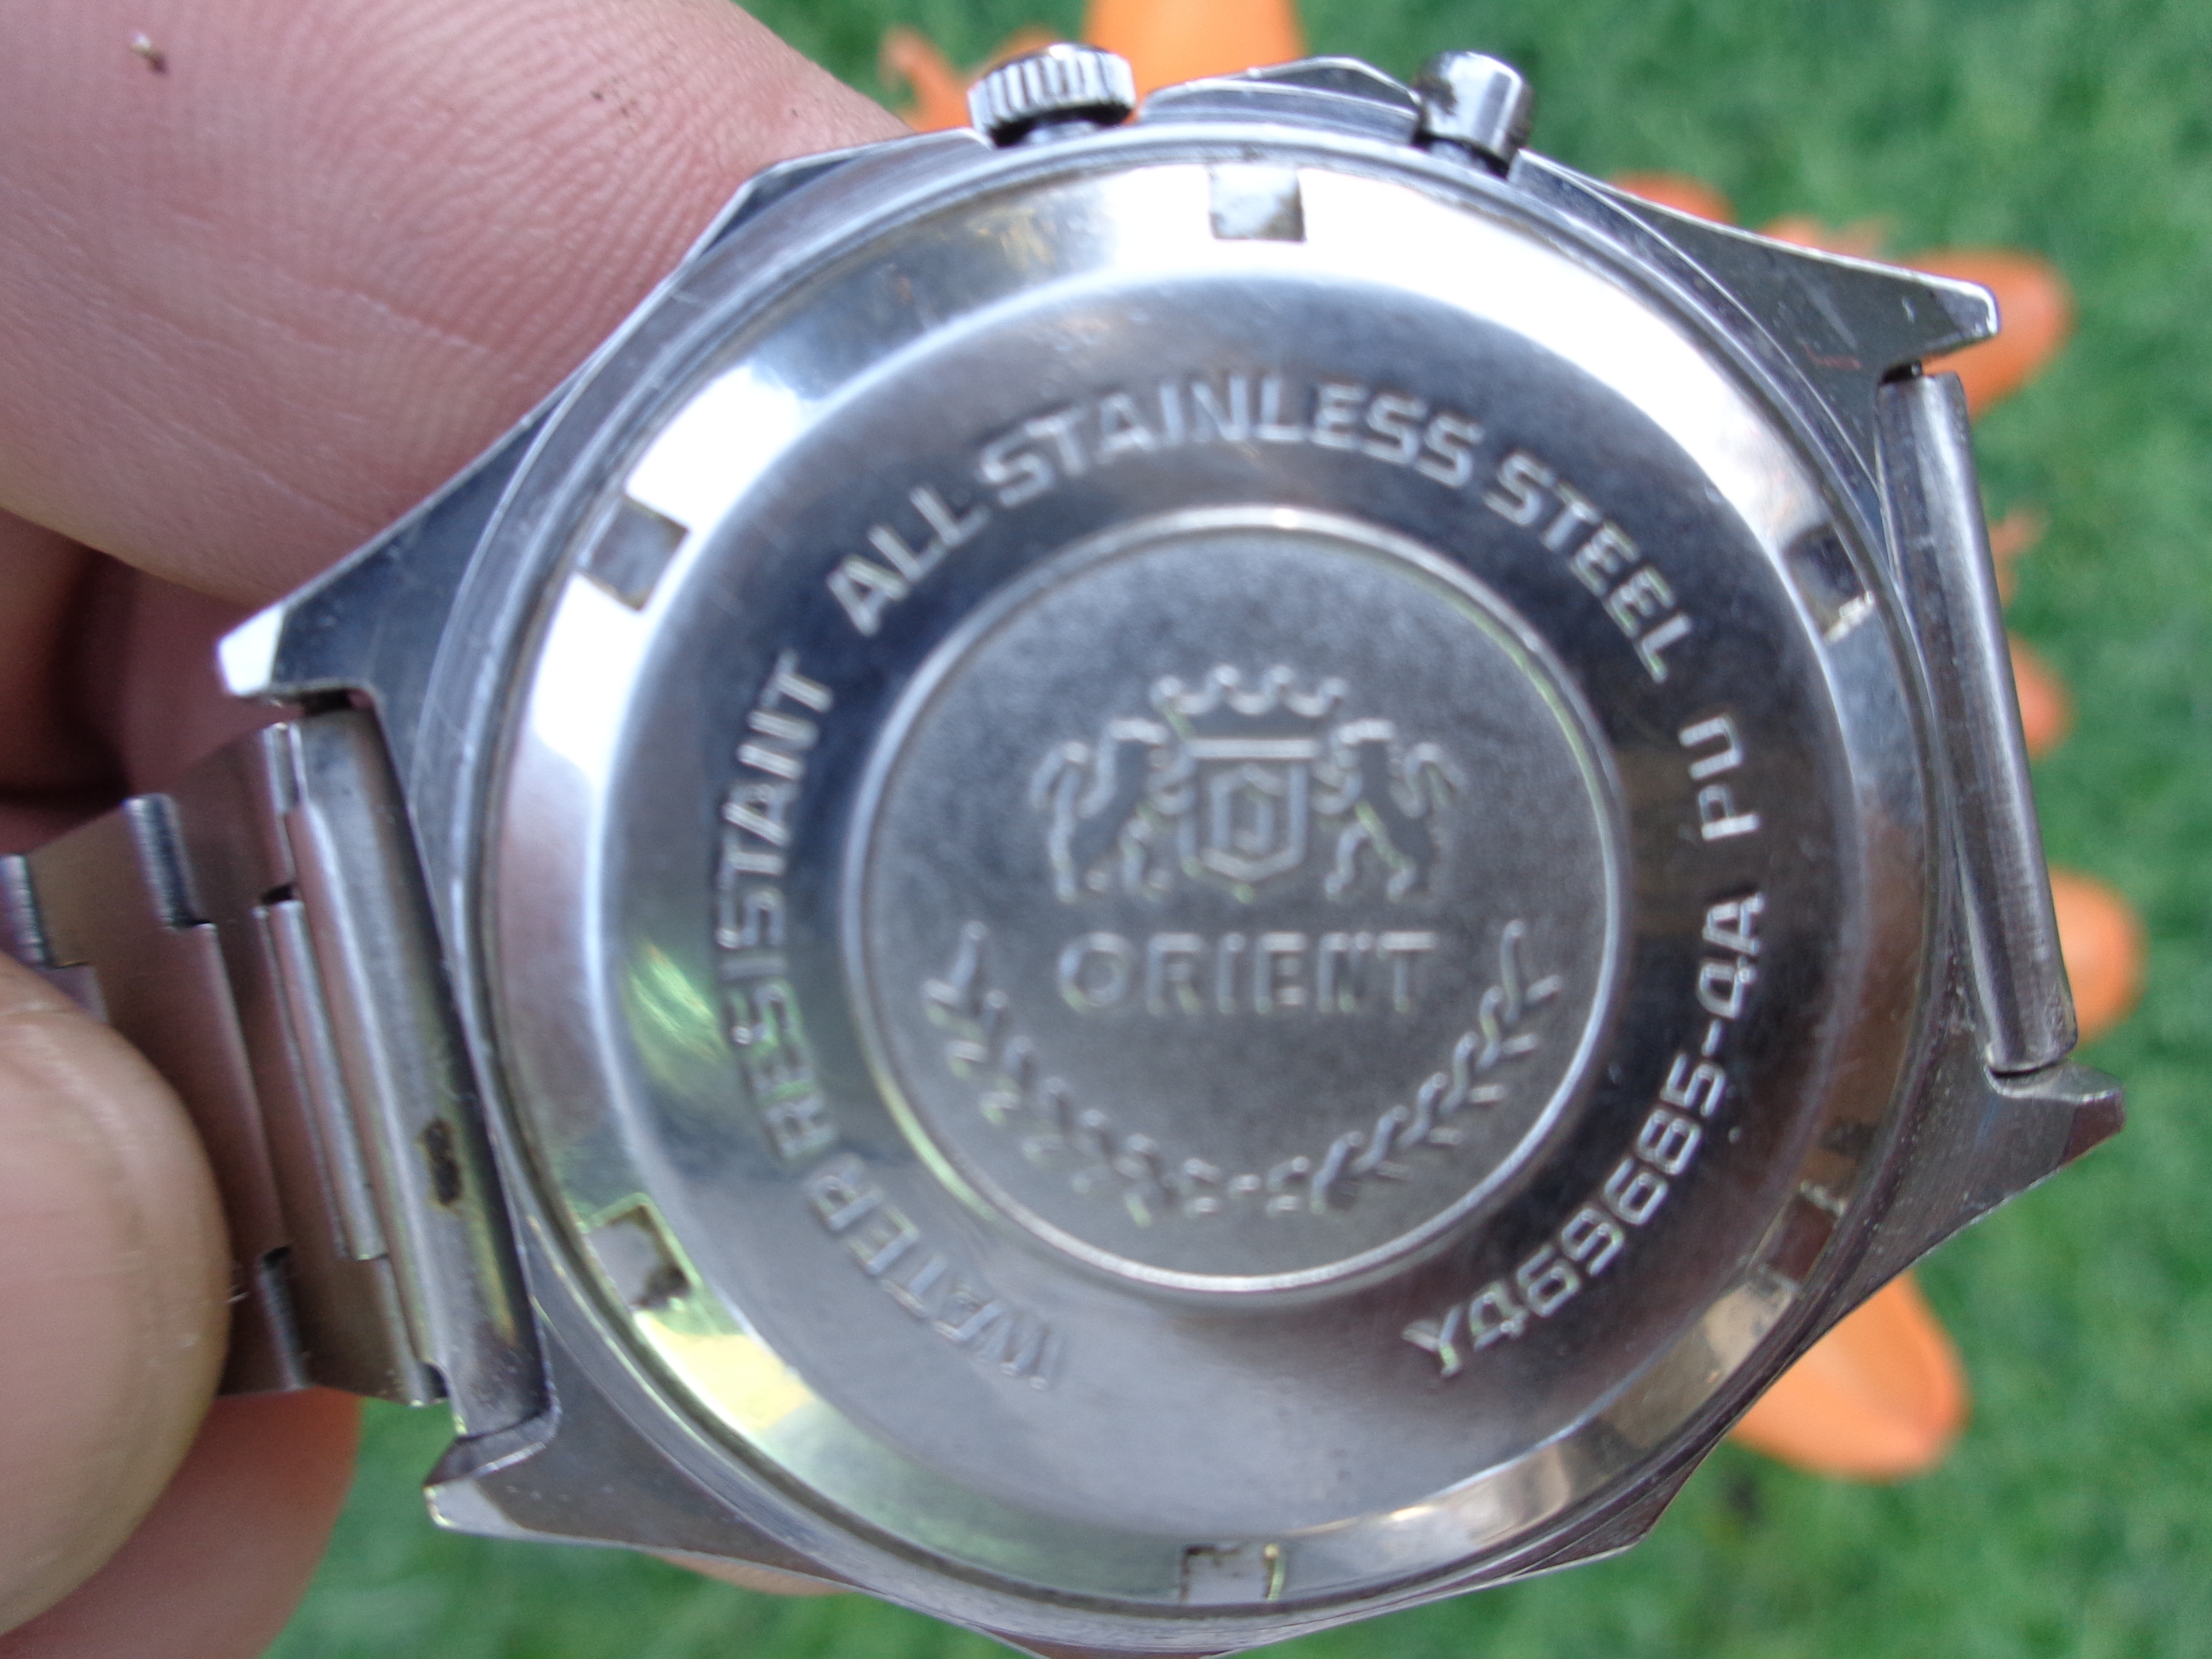 WATER RESISTANT ALL STAINLESS STEEL
Y469685-4A PU
ORIENT